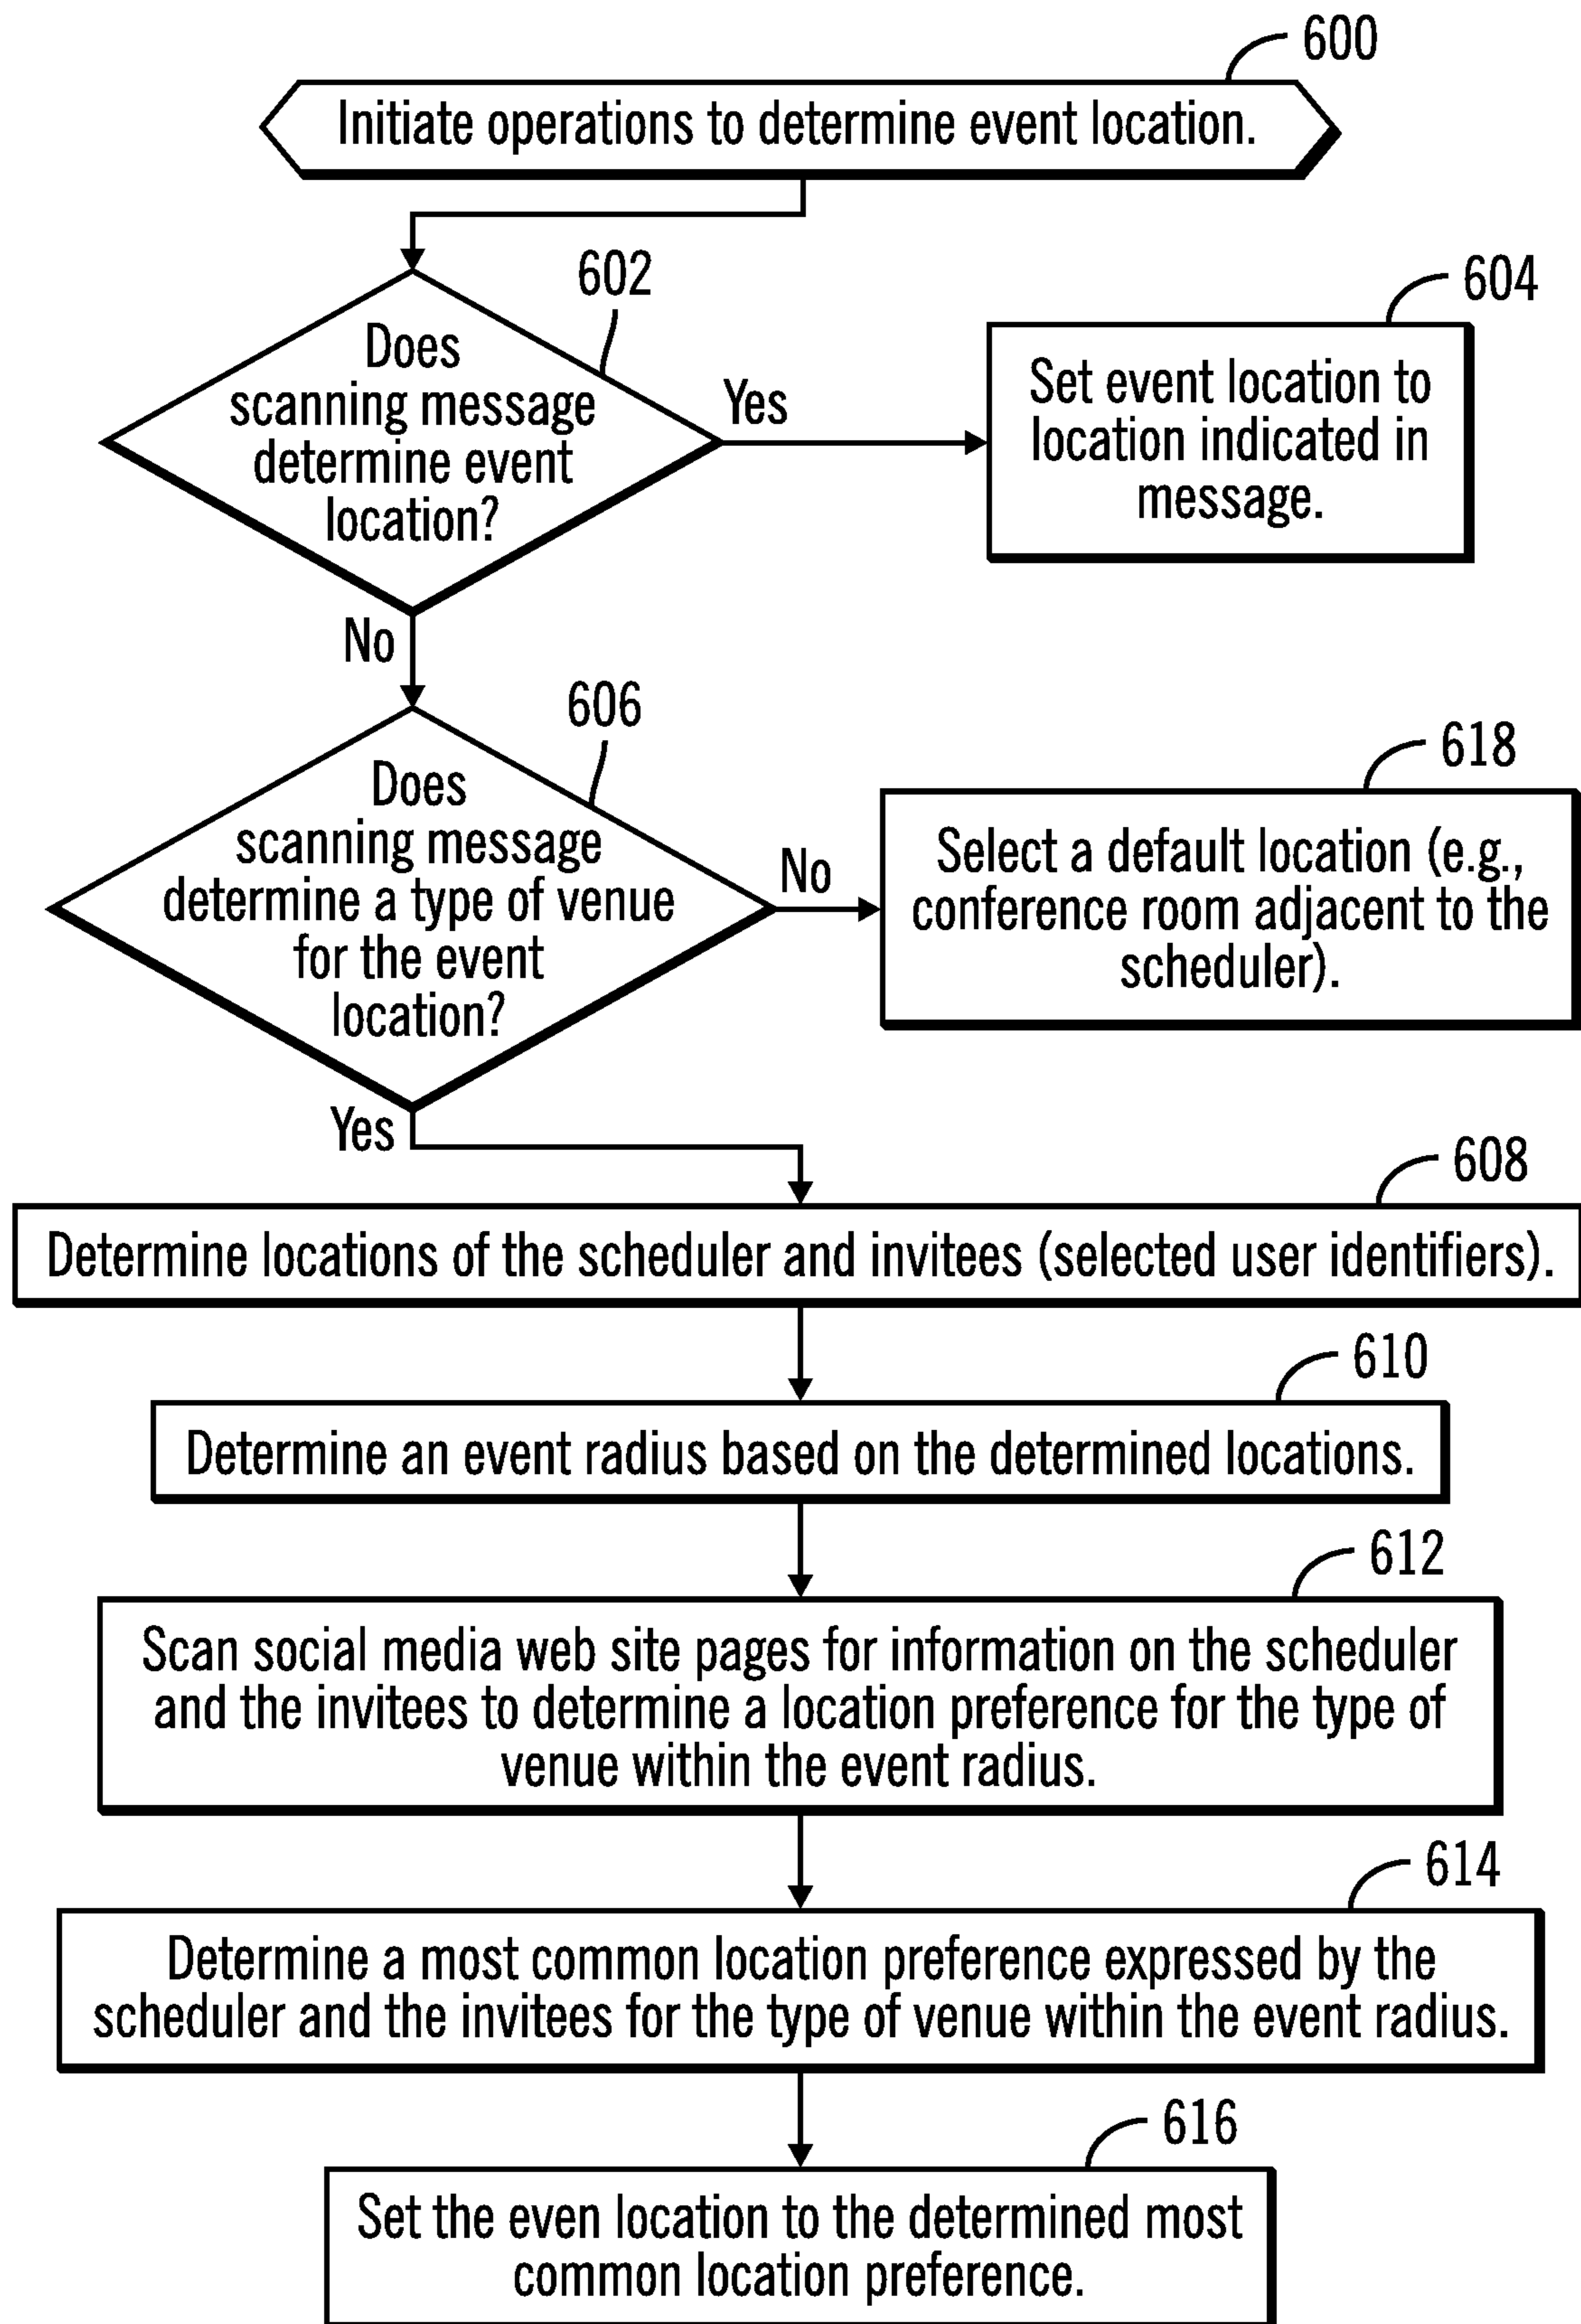 600
Initiate operations to determine event location.
602
Does
scanning message
determine event
location?
Yes
604
Set event location to
location indicated in
message.
No
606
Does
scanning message
determine a type of venue
for the event
location?
No
618
Select a default location (e.g.,
conference room adjacent to the
scheduler).
Yes
608
Determine locations of the scheduler and invitees (selected user identifiers).
610
Determine an event radius based on the determined locations.
612
Scan social media web site pages for information on the scheduler
and the invitees to determine a location preference for the type of
venue within the event radius.
614
Determine a most common location preference expressed by the
scheduler and the invitees for the type of venue within the event radius.
616
Set the even location to the determined most
common location preference.